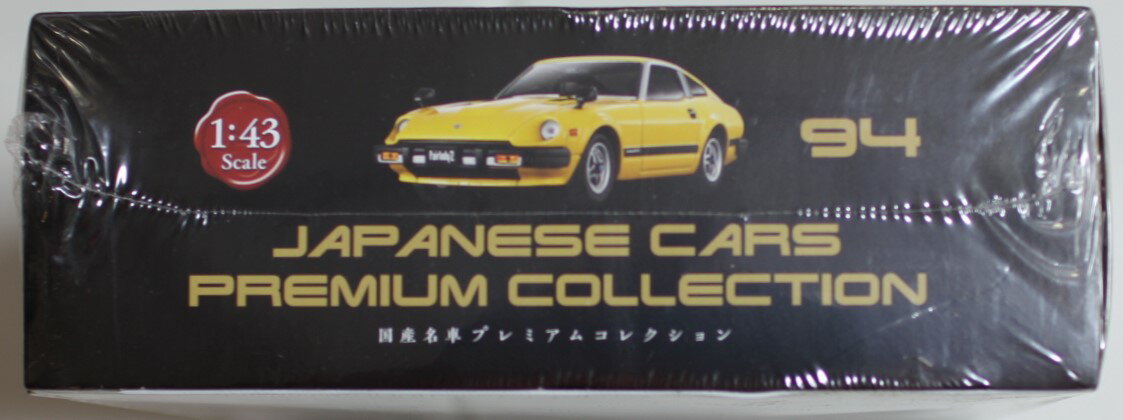 1:43
Scale
Fairlady Z
94
JAPANESE CARS
PREMIUM COLLECTION
国産名車プレミアムコレクション